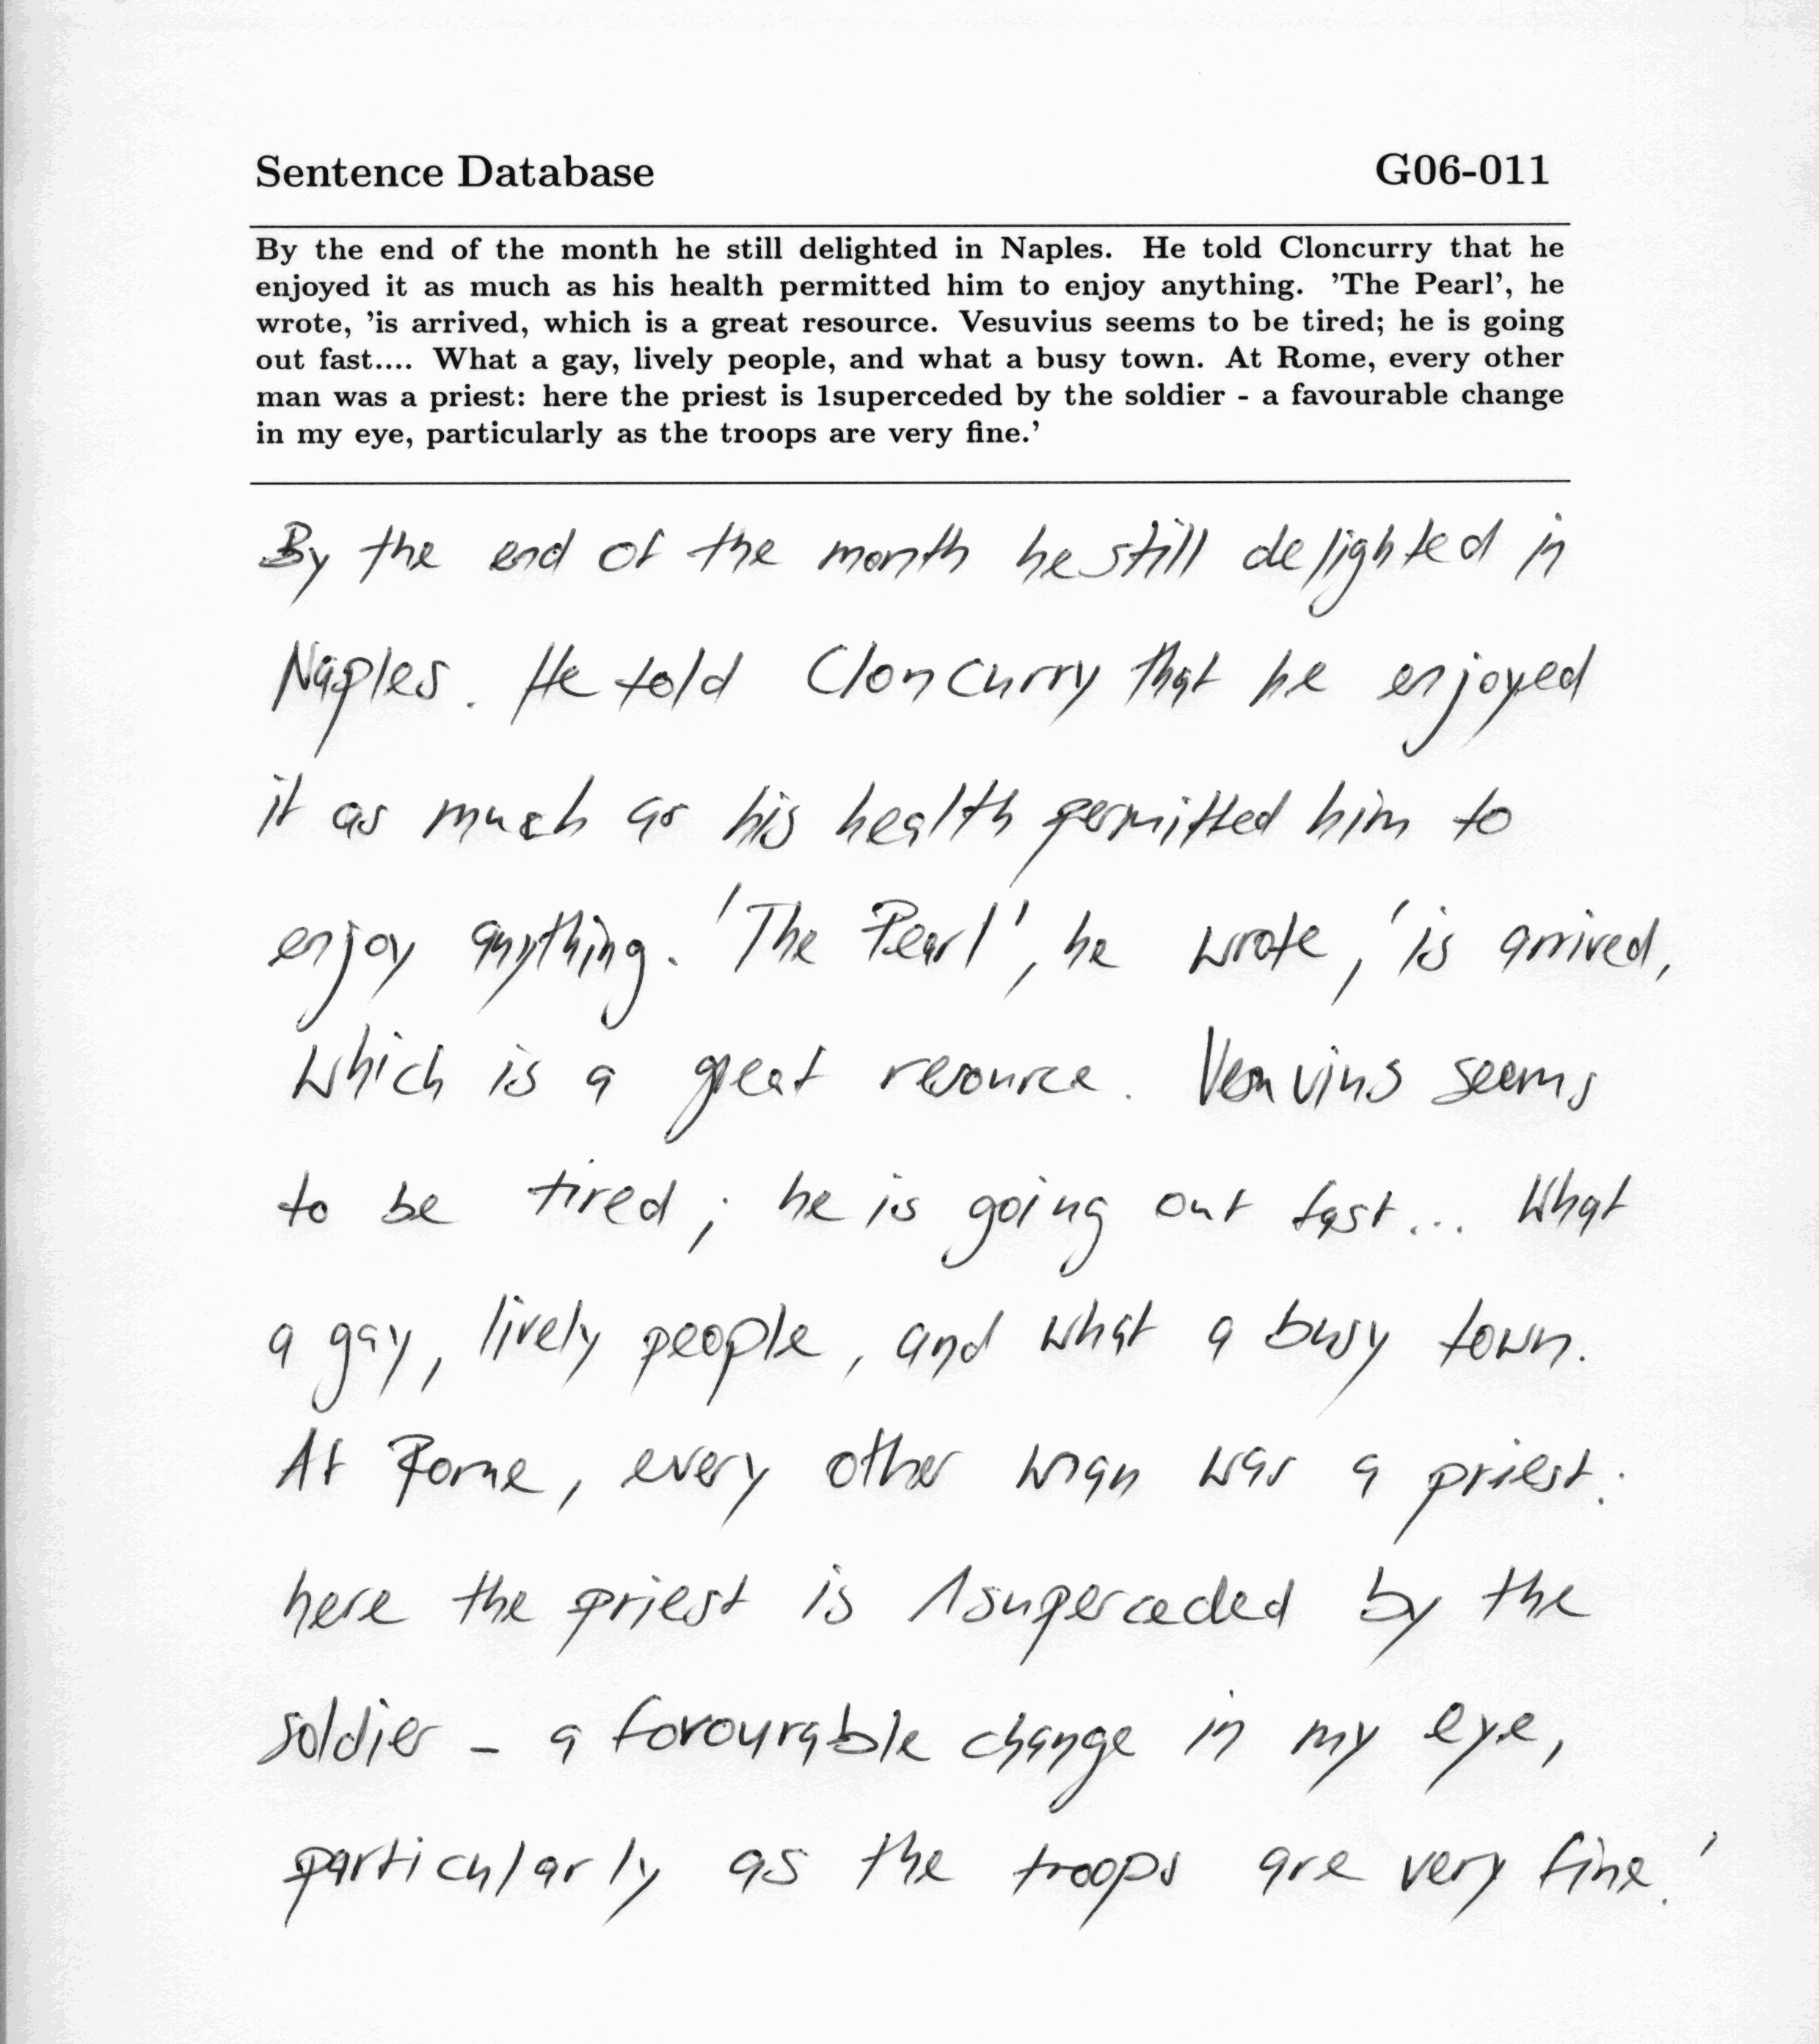 Sentence Database G06-011
By the end of the month he still delighted in Naples. He told Cloncurry that he
enjoyed it as much as his health permitted him to enjoy anything. 'The Pearl', he
wrote, 'is arrived, which is a great resource. Vesuvius seems to be tired; he is going
out fast.... What a gay, lively people, and what a busy town. At Rome, every other
man was a priest: here the priest is 1superceded by the soldier - a favourable change
in my eye, particularly as the troops are very fine.'
By the end of the month he still delighted in
Naples. He told Cloncurry that he enjoyed
it as much as his health permitted him to
enjoy anything. 'The Pearl', he wrote, 'is arrived,
which is a great resource. Vesuvius seems
to be tired; he is going out fast... What
a gay, lively people, and what a busy town.
At Rome, every other man was a priest:
here the priest is 1superceded by the
soldier - a favourable change in my eye,
particularly as the troops are very fine.'